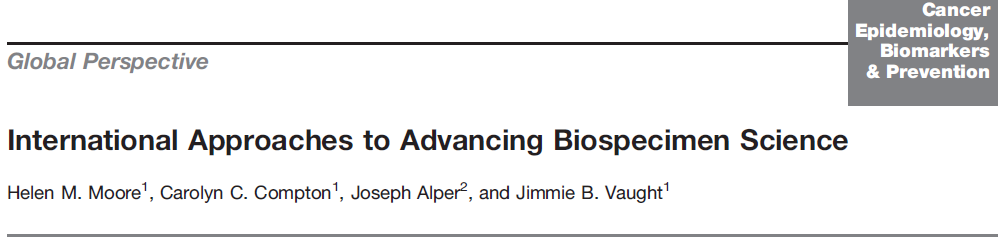 Cancer
Epidemiology,
Biomarkers
& Prevention
Global Perspective
International Approaches to Advancing Biospecimen Science
Helen M. Moore1, Carolyn C. Compton1, Joseph Alper2, and Jimmie B. Vaught1